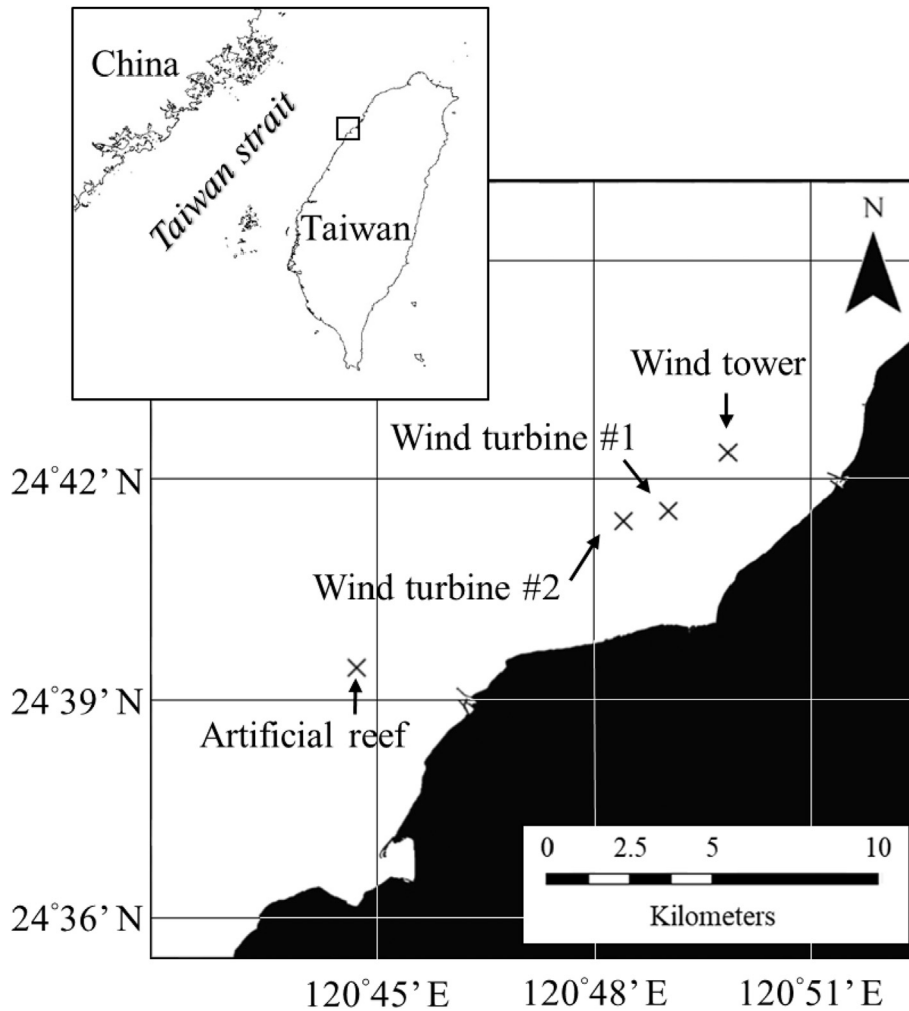 China
Taiwan strait
Taiwan
N
Wind tower
Wind turbine #1
24°42’ N
Wind turbine #2
24°39’ N
Artificial reef
0 2.5 5 10
Kilometers
24°36’ N
120°45’ E 120°48’ E 120°51’ E